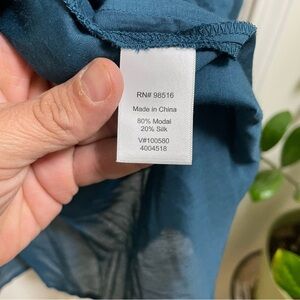 RN# 98516
Made in China
80% Modal
20% Silk
V#100580
4004518